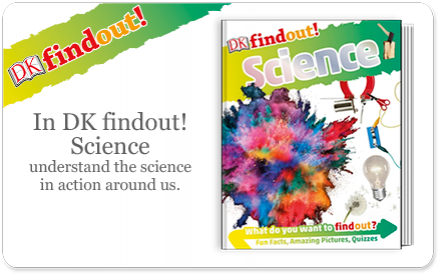 DK findout!
In DK findout!
Science
understand the science
in action around us.
DK findout!
Science
What do you want to findout?
Fun Facts, Amazing Pictures, Quizzes